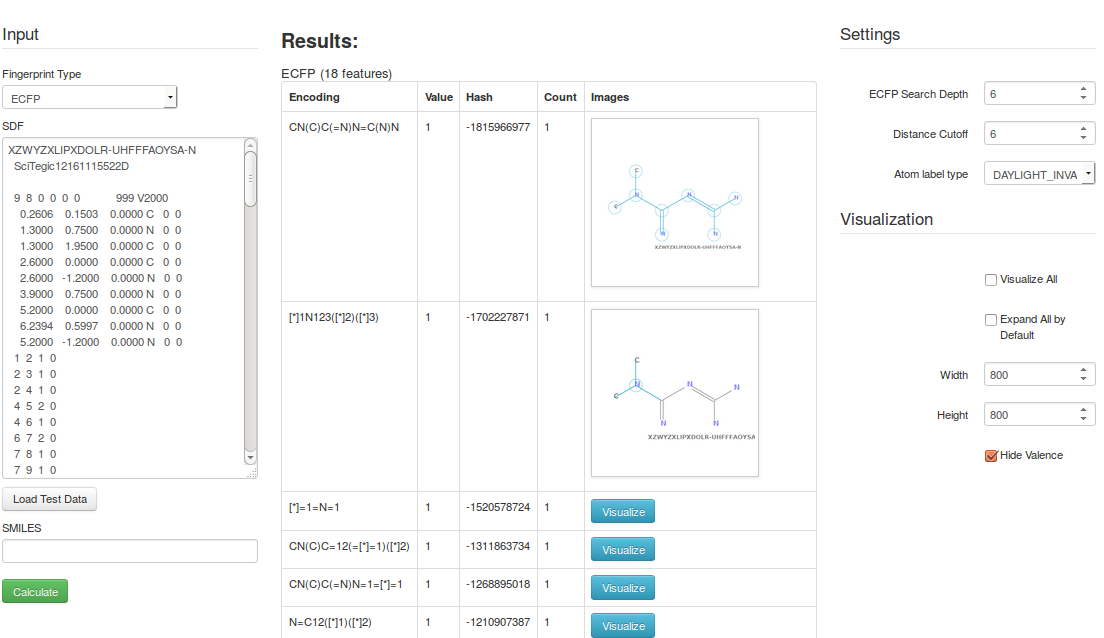 Input
Fingerprint Type
ECFP
SDF
XZWYZXLIPXDOLR-UHFFFAOYSA-N
SciTegic12161115522D
9 8 0 0 0 0 999 V2000
0.2606 0.1503 0.0000 C 0 0
1.3000 0.7500 0.0000 N 0 0
1.3000 1.9500 0.0000 C 0 0
2.6000 0.0000 0.0000 C 0 0
2.6000 -1.2000 0.0000 N 0 0
3.9000 0.7500 0.0000 N 0 0
5.2000 0.0000 0.0000 C 0 0
6.2394 0.5997 0.0000 N 0 0
5.2000 -1.2000 0.0000 N 0 0
1 2 1 0
2 3 1 0
2 4 1 0
4 5 2 0
4 6 1 0
6 7 2 0
7 8 1 0
7 9 1 0
Load Test Data
SMILES
Calculate
Results:
ECFP (18 features)
Encoding Value Hash Count Images
CN(C)C(=N)N=C(N)N 1 -1815966977 1
C
C N N N
N N
XZWYZXLIPXDOLR-UHFFFAOYSA-N
[*]1N123([*]2)([*]3) 1 -1702227871 1
C
C N N N
N N
XZWYZXLIPXDOLR-UHFFFAOYSA
[*]=1=N=1 1 -1520578724 1 Visualize
CN(C)C=12(=[*]=1)([*]2) 1 -1311863734 1 Visualize
CN(C)C(=N)N=1=[*]=1 1 -1268895018 1 Visualize
N=C12([*]1)([*]2) 1 -1210907387 1 Visualize
Settings
ECFP Search Depth 6
Distance Cutoff 6
Atom label type DAYLIGHT_INVA
Visualization
Visualize All
Expand All by
Default
Width 800
Height 800
Hide Valence